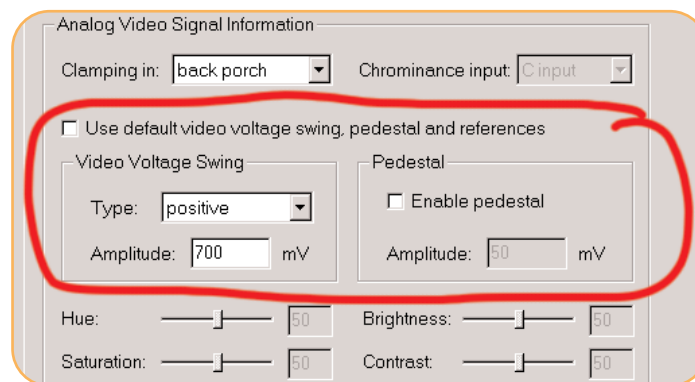 Analog Video Signal Information
Clamping in: back porch Chrominance input: C input
Use default video voltage swing, pedestal and references
Video Voltage Swing Pedestal
Type: positive Enable pedestal
Amplitude: 700 mV Amplitude: 50 mV
Hue: 50 Brightness: 50
Saturation: 50 Contrast: 50